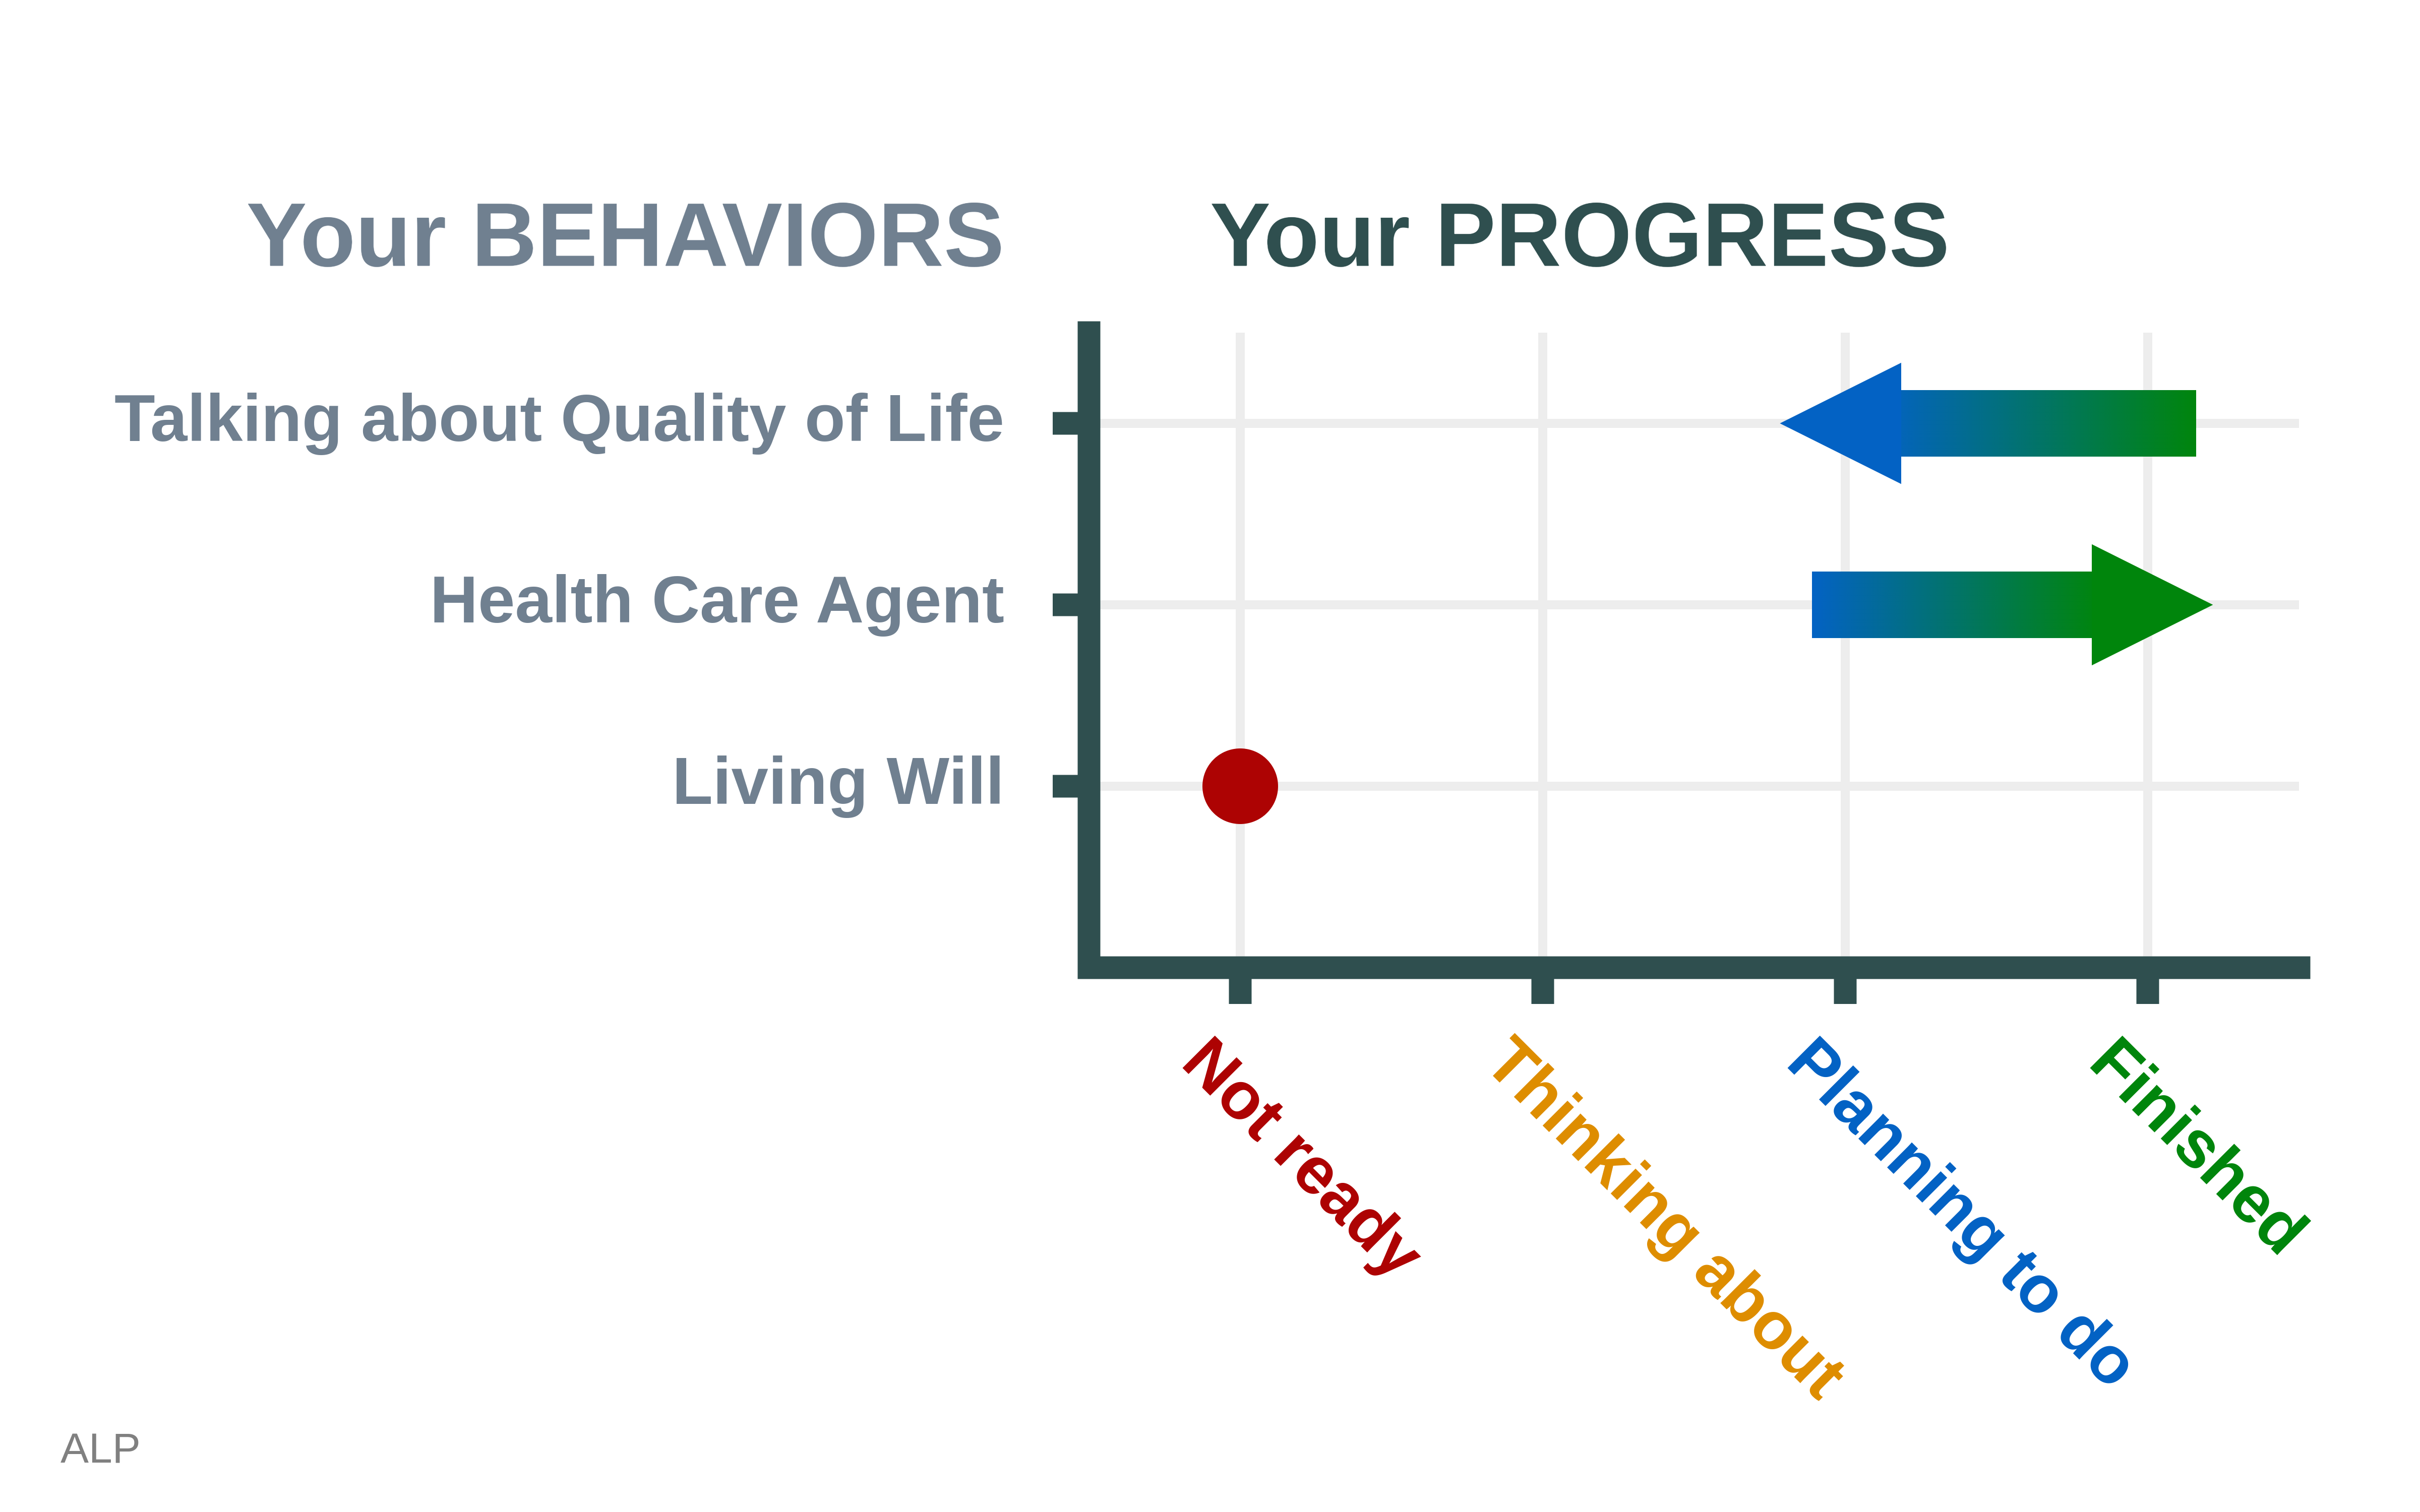 Your BEHAVIORS
Your PROGRESS
Talking about Quality of Life
Health Care Agent
Living Will
Not ready
Thinking about
Planning to do
Finished
ALP